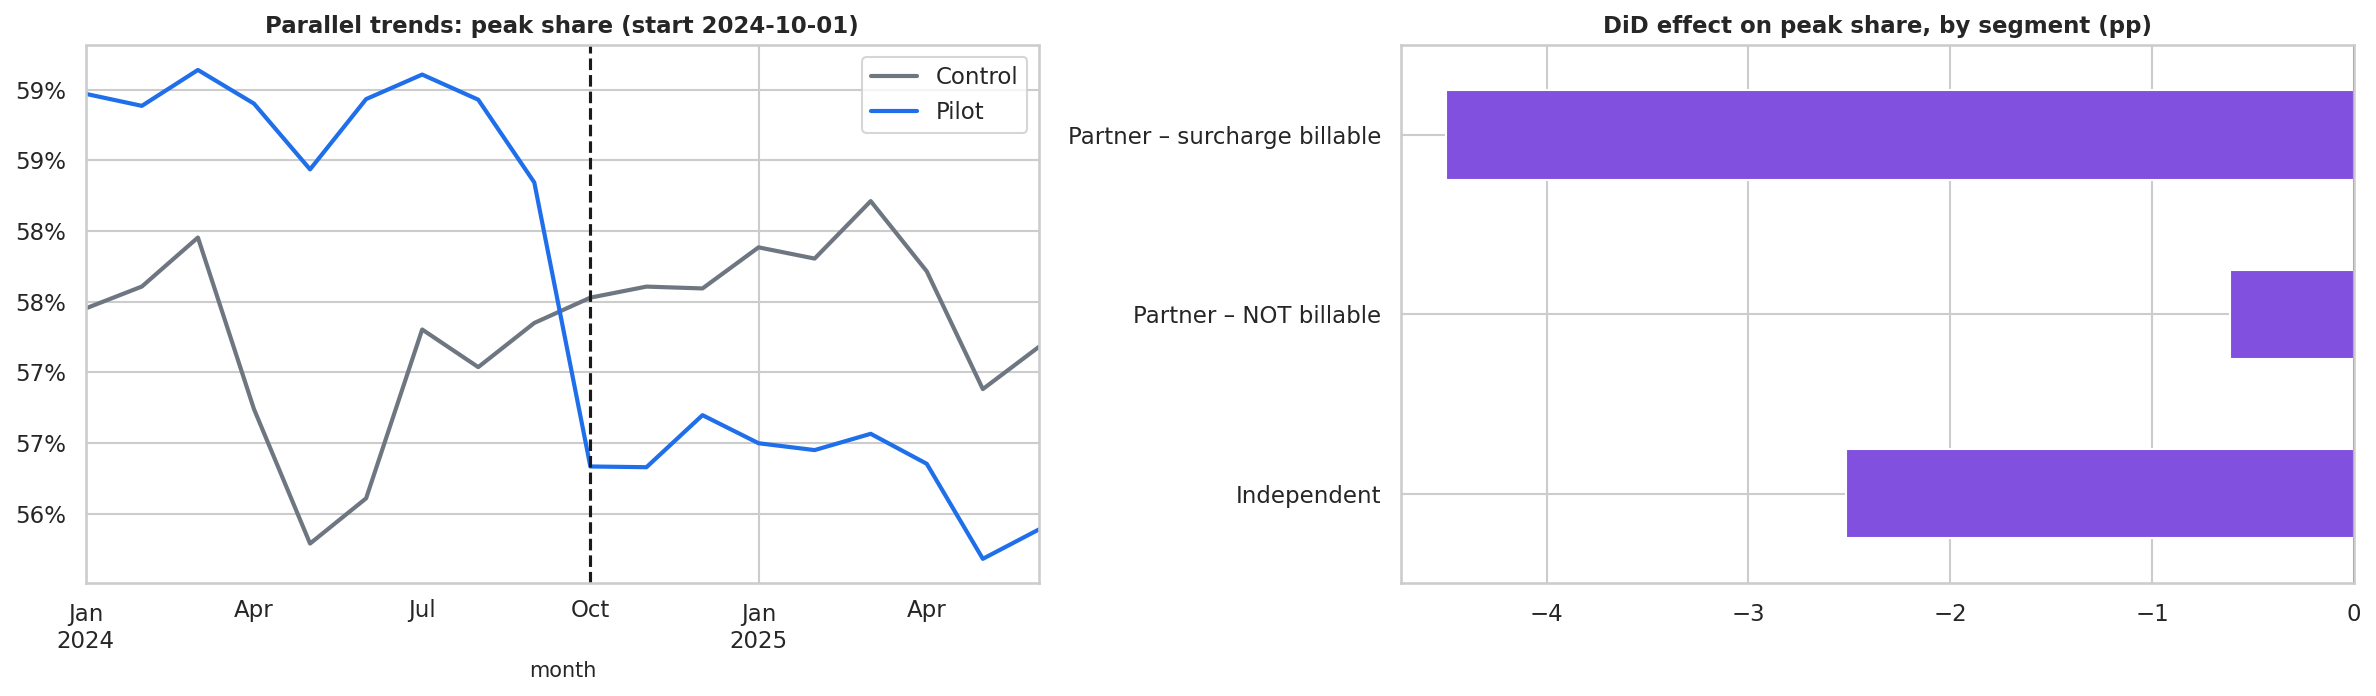 Parallel trends: peak share (start 2024-10-01)
Control
Pilot
59%
59%
58%
58%
57%
57%
56%
Jan
2024
Apr
Jul
Oct
Jan
2025
Apr
month
DiD effect on peak share, by segment (pp)
Partner – surcharge billable
Partner – NOT billable
Independent
−4
−3
−2
−1
0